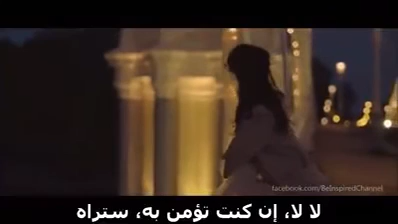 facebook.com/BeInspiredChannel
لا لا، إن كنت تؤمن به، ستراه